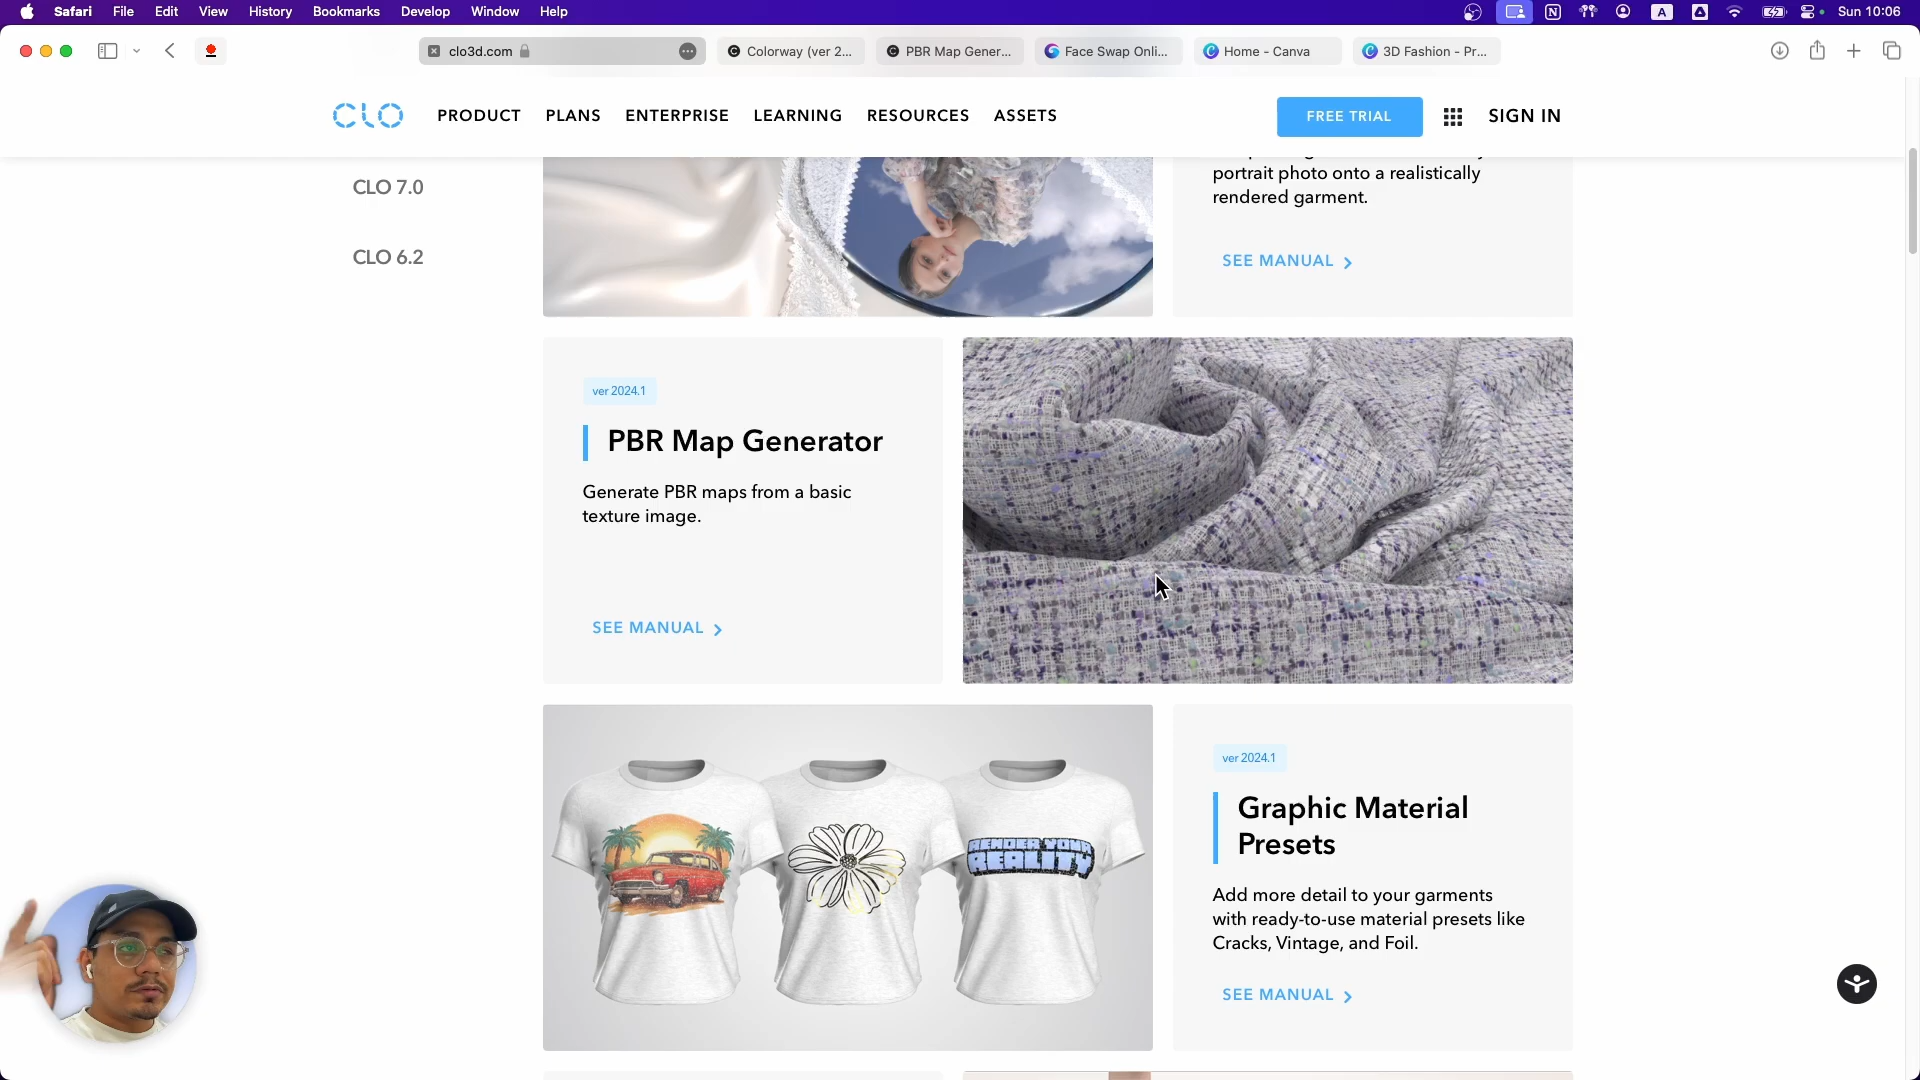 Safari File Edit View History Bookmarks Develop Window Help Sun 10:06
clo3d.com Colorway (ver 2... PBR Map Gener... Face Swap Onli... Home - Canva 3D Fashion - Pr...
CLO PRODUCT PLANS ENTERPRISE LEARNING RESOURCES ASSETS FREE TRIAL SIGN IN
CLO 7.0
CLO 6.2
portrait photo onto a realistically
rendered garment.
SEE MANUAL
ver 2024.1
PBR Map Generator
Generate PBR maps from a basic
texture image.
SEE MANUAL
RENDER YOUR
REALITY
ver 2024.1
Graphic Material
Presets
Add more detail to your garments
with ready-to-use material presets like
Cracks, Vintage, and Foil.
SEE MANUAL